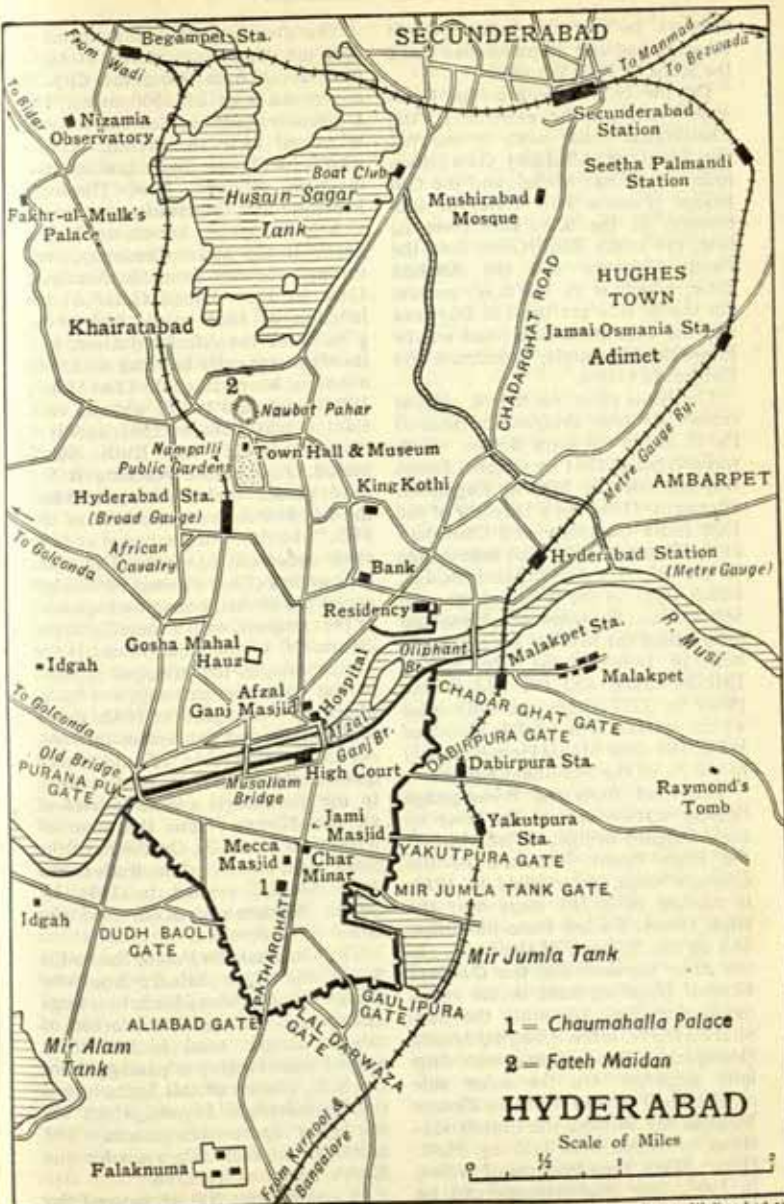 SECUNDERABAD
Begampet Sta.
From Wadi
To Manmad
To Bezwada
To Bidar
Nizamia
Observatory
Secunderabad
Station
Boat Club
Seetha Palmandi
Station
Husain Sagar
Tank
Mushirabad
Mosque
Fakhr-ul-Mulk's
Palace
CHADARGHAT ROAD
HUGHES
TOWN
Khairatabad
Jamai Osmania Sta.
Adimet
2
Naubat Pahar
Metre Gauge Ry.
Nampalli
Public Gardens
Town Hall & Museum
Hyderabad Sta.
(Broad Gauge)
King Kothi
AMBARPET
To Golconda
African
Cavalry
Bank
Hyderabad Station
(Metre Gauge)
Residency
R. Musi
Gosha Mahal
Hauz
Oliphant
Br.
Malakpet Sta.
Malakpet
Idgah
Afzal
Ganj Masjid
Hospital
CHADAR GHAT GATE
To Golconda
Afzal
Ganj Br.
DABIRPURA GATE
Old Bridge
PURANA PUL
GATE
High Court
Dabirpura Sta.
Musallam
Bridge
Raymond's
Tomb
Jami
Masjid
Yakutpura
Sta.
Mecca
Masjid
Char
Minar
YAKUTPURA
GATE
1
MIR JUMLA TANK GATE
Idgah
DUDH BAOLI
GATE
PATHARGHATI
Mir Jumla Tank
GAULIPURA
GATE
ALIABAD GATE
LAL DARWAZA
GATE
1 = Chaumahalla Palace
Mir Alam
Tank
2 = Fateh Maidan
HYDERABAD
Scale of Miles
0 ½ 1 2
Falaknuma
From Kurnool &
Bangalore